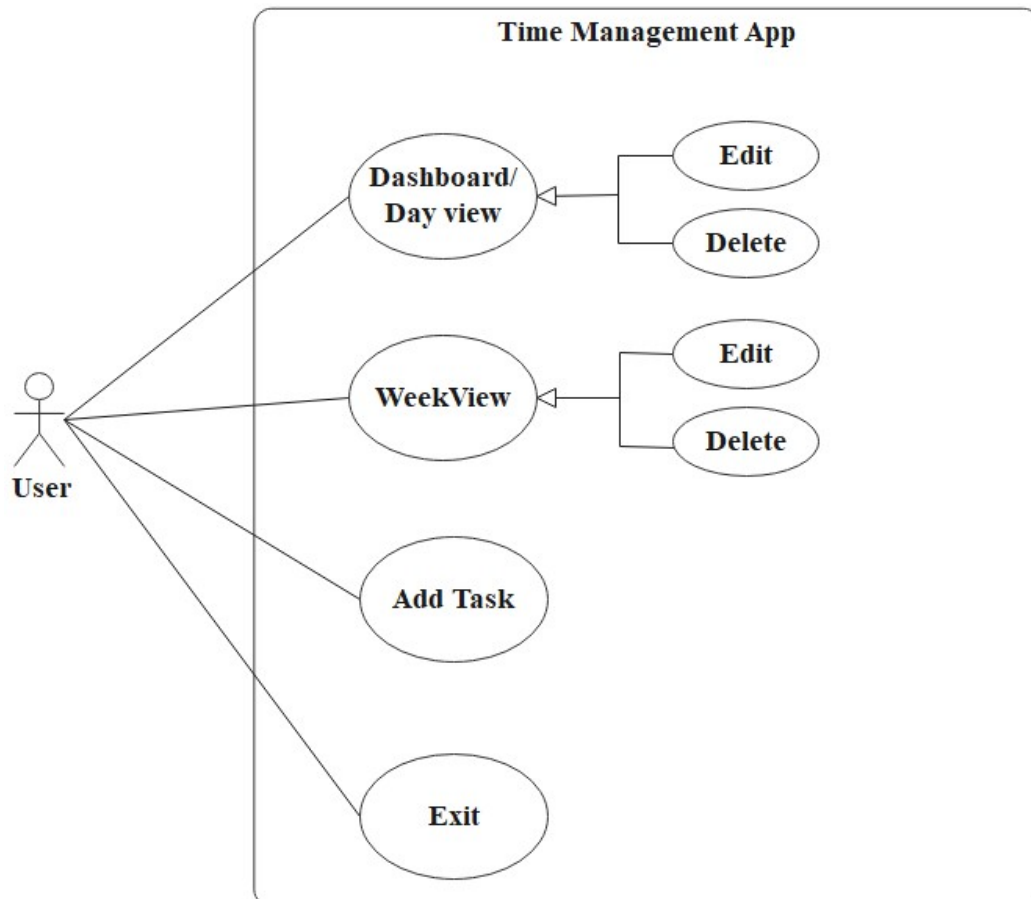 Time Management App
Dashboard/
Day view
Edit
Delete
WeekView
Edit
Delete
User
Add Task
Exit